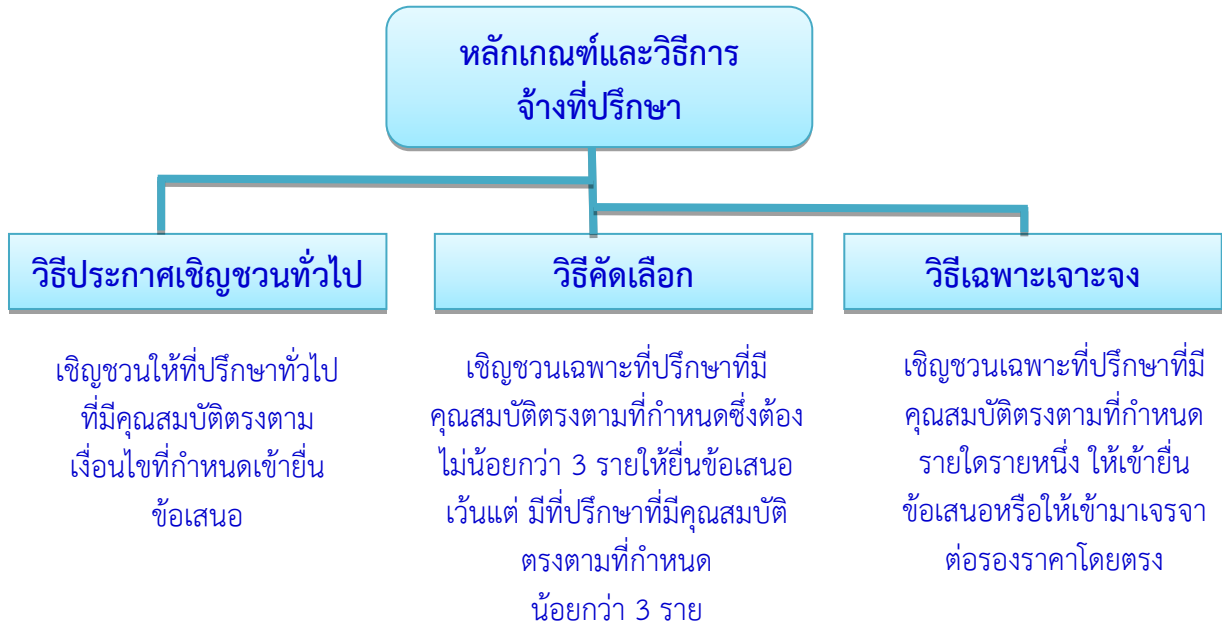 หลักเกณฑ์และวิธีการ
จ้างที่ปรึกษา
วิธีประกาศเชิญชวนทั่วไป
เชิญชวนให้ที่ปรึกษาทั่วไป
ที่มีคุณสมบัติตรงตาม
เงื่อนไขที่กำหนดเข้ายื่น
ข้อเสนอ
วิธีคัดเลือก
เชิญชวนเฉพาะที่ปรึกษาที่มี
คุณสมบัติตรงตามที่กำหนดซึ่งต้อง
ไม่น้อยกว่า 3 รายให้ยื่นข้อเสนอ
เว้นแต่ มีที่ปรึกษาที่มีคุณสมบัติ
ตรงตามที่กำหนด
น้อยกว่า 3 ราย
วิธีเฉพาะเจาะจง
เชิญชวนเฉพาะที่ปรึกษาที่มี
คุณสมบัติตรงตามที่กำหนด
รายใดรายหนึ่ง ให้เข้ายื่น
ข้อเสนอหรือให้เข้ามาเจรจา
ต่อรองราคาโดยตรง